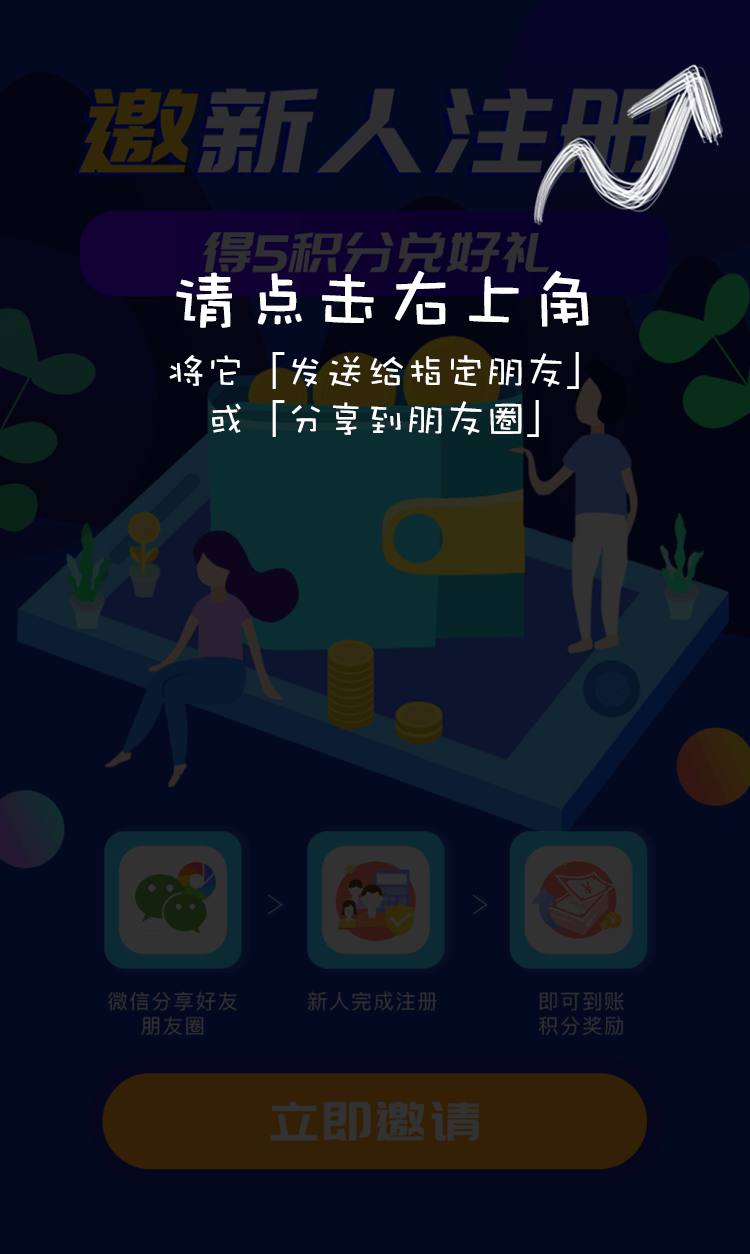 邀新人注册
得5积分兑好礼
请点击右上角
将它「发送给指定朋友」
或「分享到朋友圈」
微信分享好友
朋友圈
新人完成注册
即可到账
积分奖励
立即邀请